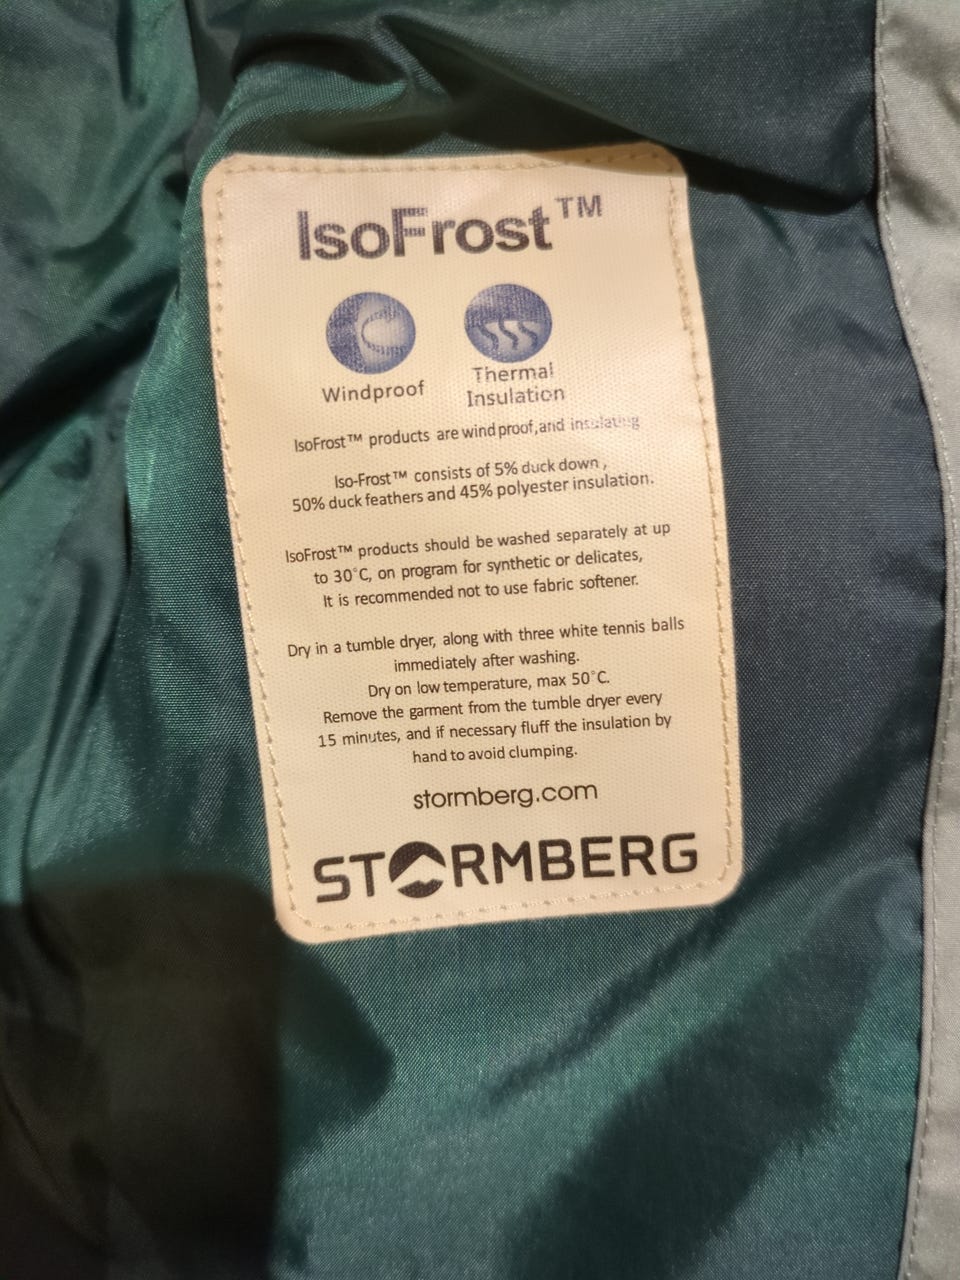 IsoFrost™
Windproof
Thermal
Insulation
IsoFrost™ products are wind proof,and insulating
Iso-Frost™ consists of 5% duck down ,
50% duck feathers and 45% polyester insulation.
IsoFrost™ products should be washed separately at up
to 30°C, on program for synthetic or delicates,
It is recommended not to use fabric softener.
Dry in a tumble dryer, along with three white tennis balls
immediately after washing.
Dry on low temperature, max 50°C.
Remove the garment from the tumble dryer every
15 minutes, and if necessary fluff the insulation by
hand to avoid clumping.
stormberg.com
STORMBERG